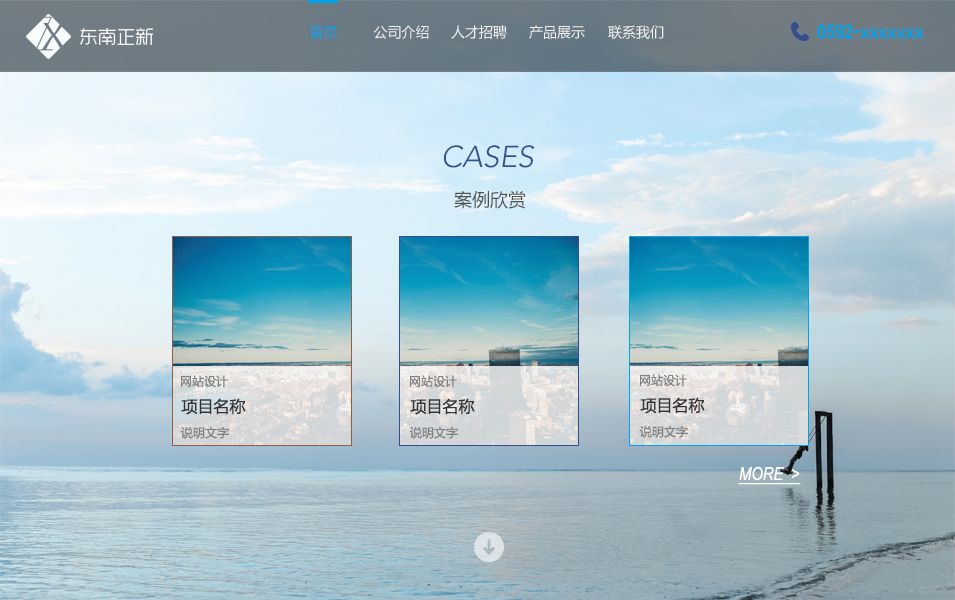 东南正新
首页 公司介绍 人才招聘 产品展示 联系我们
0592-xxxxxxx
CASES
案例欣赏
网站设计
项目名称
说明文字
网站设计
项目名称
说明文字
网站设计
项目名称
说明文字
MORE >